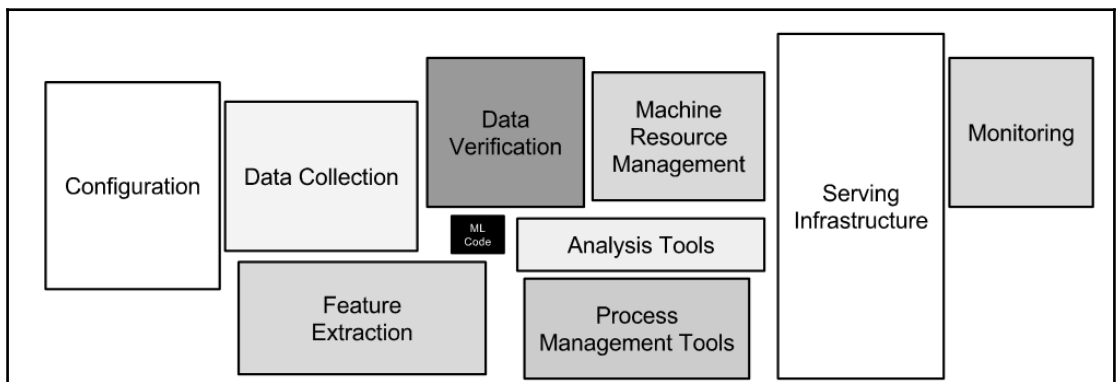 Configuration
Data Collection
Feature
Extraction
Data
Verification
ML
Code
Machine
Resource
Management
Analysis Tools
Process
Management Tools
Serving
Infrastructure
Monitoring